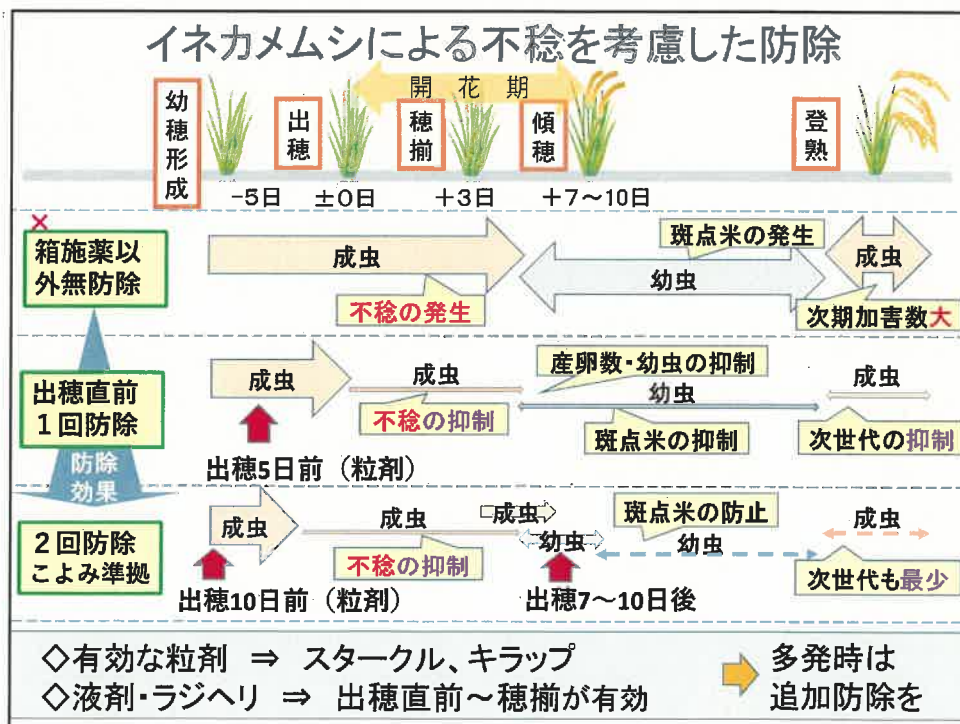 イネカメムシによる不稔を考慮した防除
開花期
幼穂形成
出穂
穂揃
傾穂
登熟
-5日
±0日
+3日
+7～10日
×
箱施薬以
外無防除
成虫
不稔の発生
斑点米の発生
幼虫
成虫
次期加害数大
出穂直前
1回防除
成虫
出穂5日前（粒剤）
成虫
不稔の抑制
産卵数・幼虫の抑制
幼虫
斑点米の抑制
成虫
次世代の抑制
防除
効果
2回防除
こよみ準拠
成虫
出穂10日前（粒剤）
成虫
不稔の抑制
成虫
幼虫
出穂7～10日後
斑点米の防止
幼虫
成虫
次世代も最少
◇有効な粒剤 ⇒ スタークル、キラップ
◇液剤・ラジヘリ ⇒ 出穂直前～穂揃が有効
多発時は
追加防除を